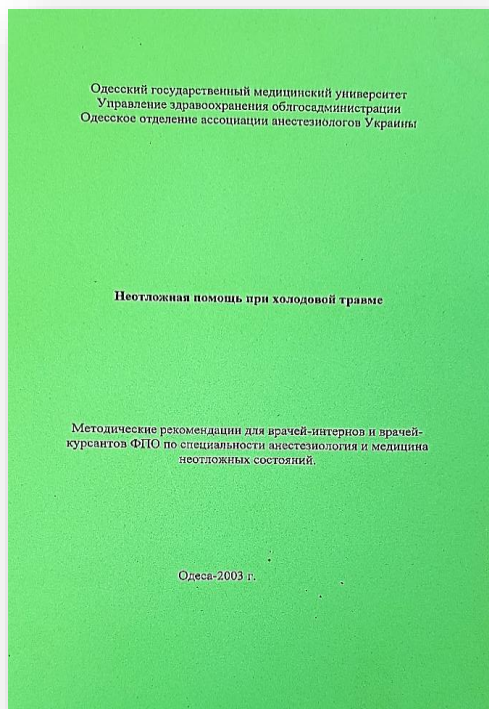 Одесский государственный медицинский университет
Управление здравоохранения облгосадминистрации
Одесское отделение ассоциации анестезиологов Украины
Неотложная помощь при холодовой травме
Методические рекомендации для врачей-интернов и врачей-
курсантов ФПО по специальности анестезиология и медицина
неотложных состояний.
Одеса-2003 г.